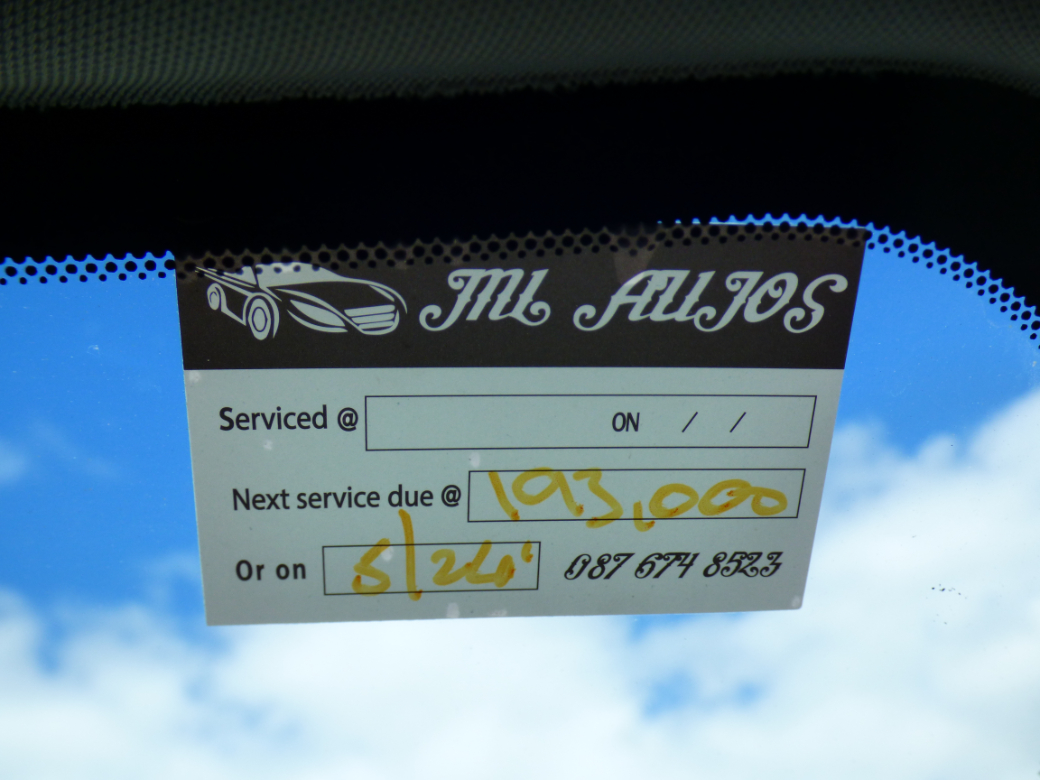 JML AUTOS
Serviced @ ON / /
Next service due @ 193,000
Or on 5/24' 087 674 8523